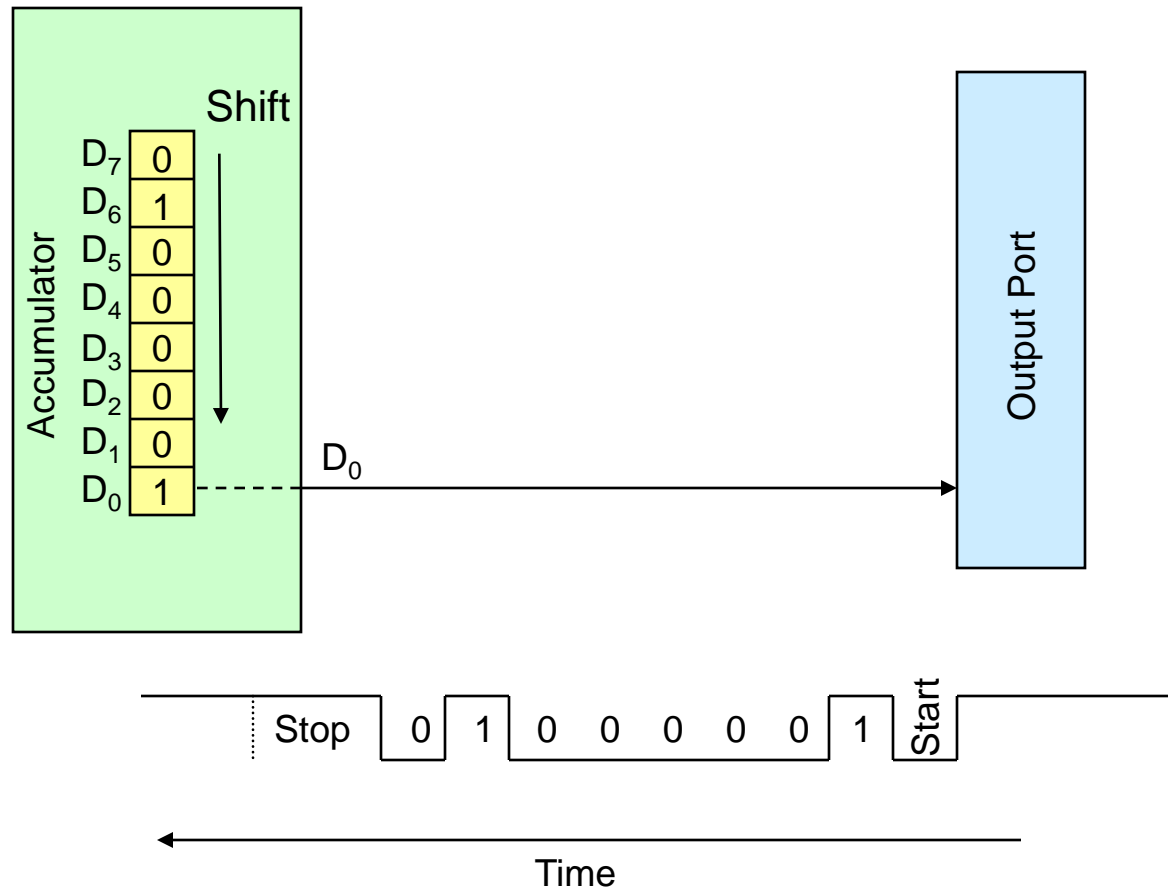 Shift
D₇ 0
D₆ 1
D₅ 0
D₄ 0
D₃ 0
D₂ 0
D₁ 0
D₀ 1
Accumulator
D₀
Output Port
Stop 0 1 0 0 0 0 0 1 Start
Time